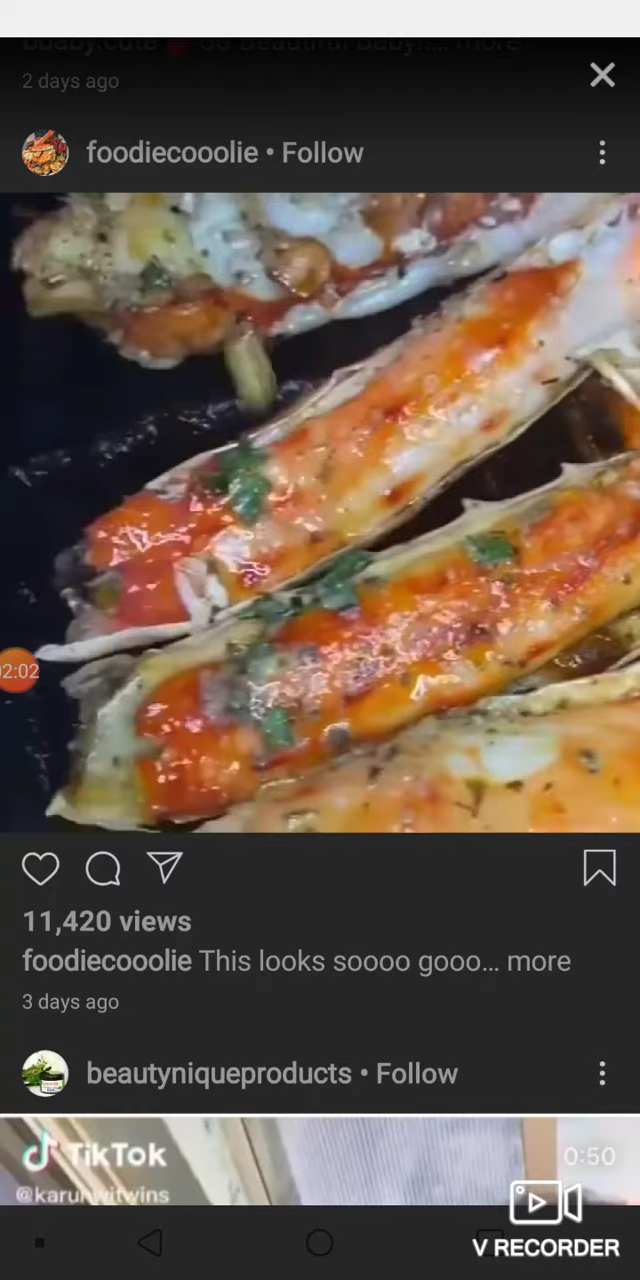 2 days ago
foodiecooolie • Follow
02:02
11,420 views
foodiecooolie This looks soooo gooo... more
3 days ago
beautyniqueproducts • Follow
TikTok
0:50
V RECORDER